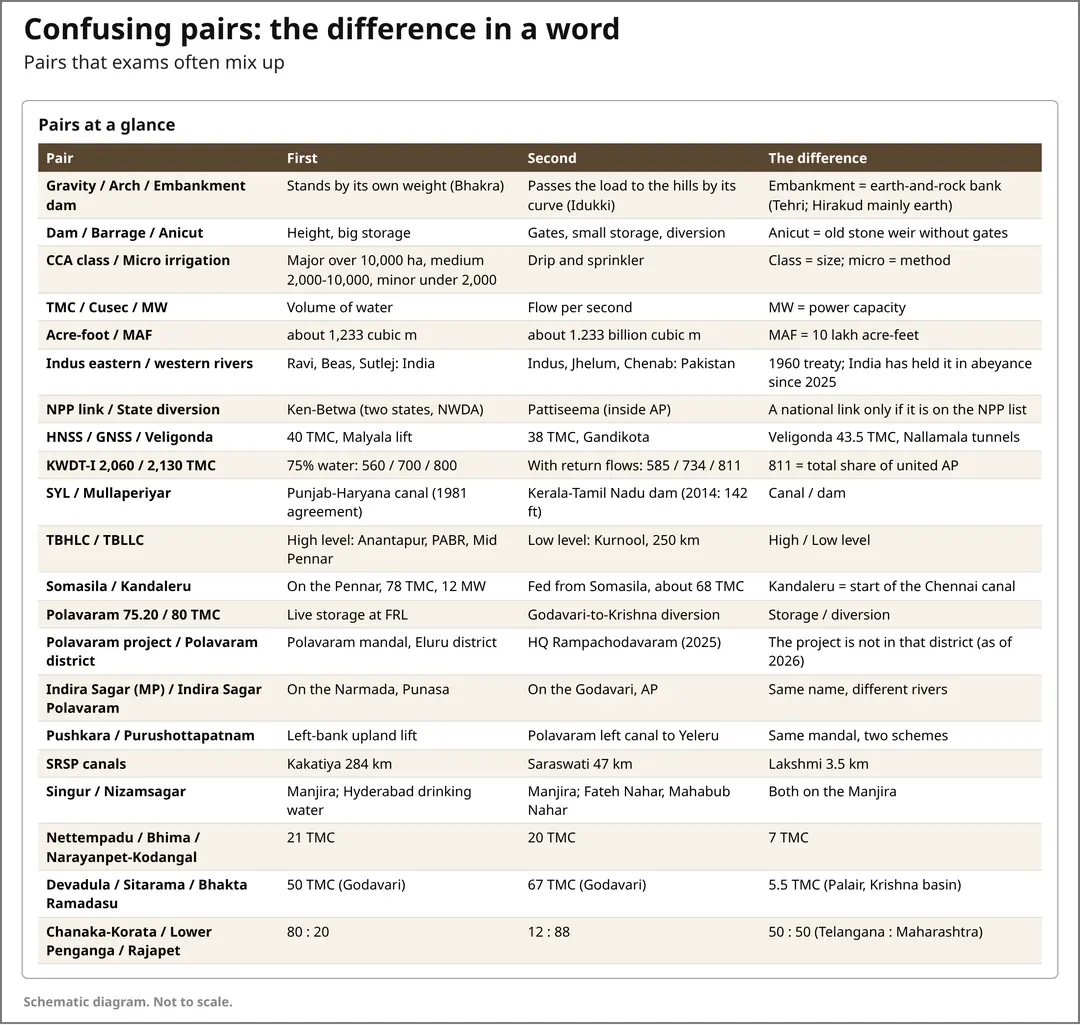 Confusing pairs: the difference in a word
Pairs that exams often mix up
Pairs at a glance
Pair First Second The difference
Gravity / Arch / Embankment dam Stands by its own weight (Bhakra) Passes the load to the hills by its curve (Idukki) Embankment = earth-and-rock bank (Tehri; Hirakud mainly earth)
Dam / Barrage / Anicut Height, big storage Gates, small storage, diversion Anicut = old stone weir without gates
CCA class / Micro irrigation Major over 10,000 ha, medium 2,000-10,000, minor under 2,000 Drip and sprinkler Class = size; micro = method
TMC / Cusec / MW Volume of water Flow per second MW = power capacity
Acre-foot / MAF about 1,233 cubic m about 1.233 billion cubic m MAF = 10 lakh acre-feet
Indus eastern / western rivers Ravi, Beas, Sutlej: India Indus, Jhelum, Chenab: Pakistan 1960 treaty; India has held it in abeyance since 2025
NPP link / State diversion Ken-Betwa (two states, NWDA) Pattiseema (inside AP) A national link only if it is on the NPP list
HNSS / GNSS / Veligonda 40 TMC, Malyala lift 38 TMC, Gandikota Veligonda 43.5 TMC, Nallamala tunnels
KWDT-I 2,060 / 2,130 TMC 75% water: 560 / 700 / 800 With return flows: 585 / 734 / 811 811 = total share of united AP
SYL / Mullaperiyar Punjab-Haryana canal (1981 agreement) Kerala-Tamil Nadu dam (2014: 142 ft) Canal / dam
TBHLC / TBLLC High level: Anantapur, PABR, Mid Pennar Low level: Kurnool, 250 km High / Low level
Somasila / Kandaleru On the Pennar, 78 TMC, 12 MW Fed from Somasila, about 68 TMC Kandaleru = start of the Chennai canal
Polavaram 75.20 / 80 TMC Live storage at FRL Godavari-to-Krishna diversion Storage / diversion
Polavaram project / Polavaram district Polavaram mandal, Eluru district HQ Rampachodavaram (2025) The project is not in that district (as of 2026)
Indira Sagar (MP) / Indira Sagar Polavaram On the Narmada, Punasa On the Godavari, AP Same name, different rivers
Pushkara / Purushottapatnam Left-bank upland lift Polavaram left canal to Yeleru Same mandal, two schemes
SRSP canals Kakatiya 284 km Saraswati 47 km Lakshmi 3.5 km
Singur / Nizamsagar Manjira; Hyderabad drinking water Manjira; Fateh Nahar, Mahabub Nahar Both on the Manjira
Nettempadu / Bhima / Narayanpet-Kodangal 21 TMC 20 TMC 7 TMC
Devadula / Sitarama / Bhakta Ramadasu 50 TMC (Godavari) 67 TMC (Godavari) 5.5 TMC (Palair, Krishna basin)
Chanaka-Korata / Lower Penganga / Rajapet 80 : 20 12 : 88 50 : 50 (Telangana : Maharashtra)
Schematic diagram. Not to scale.